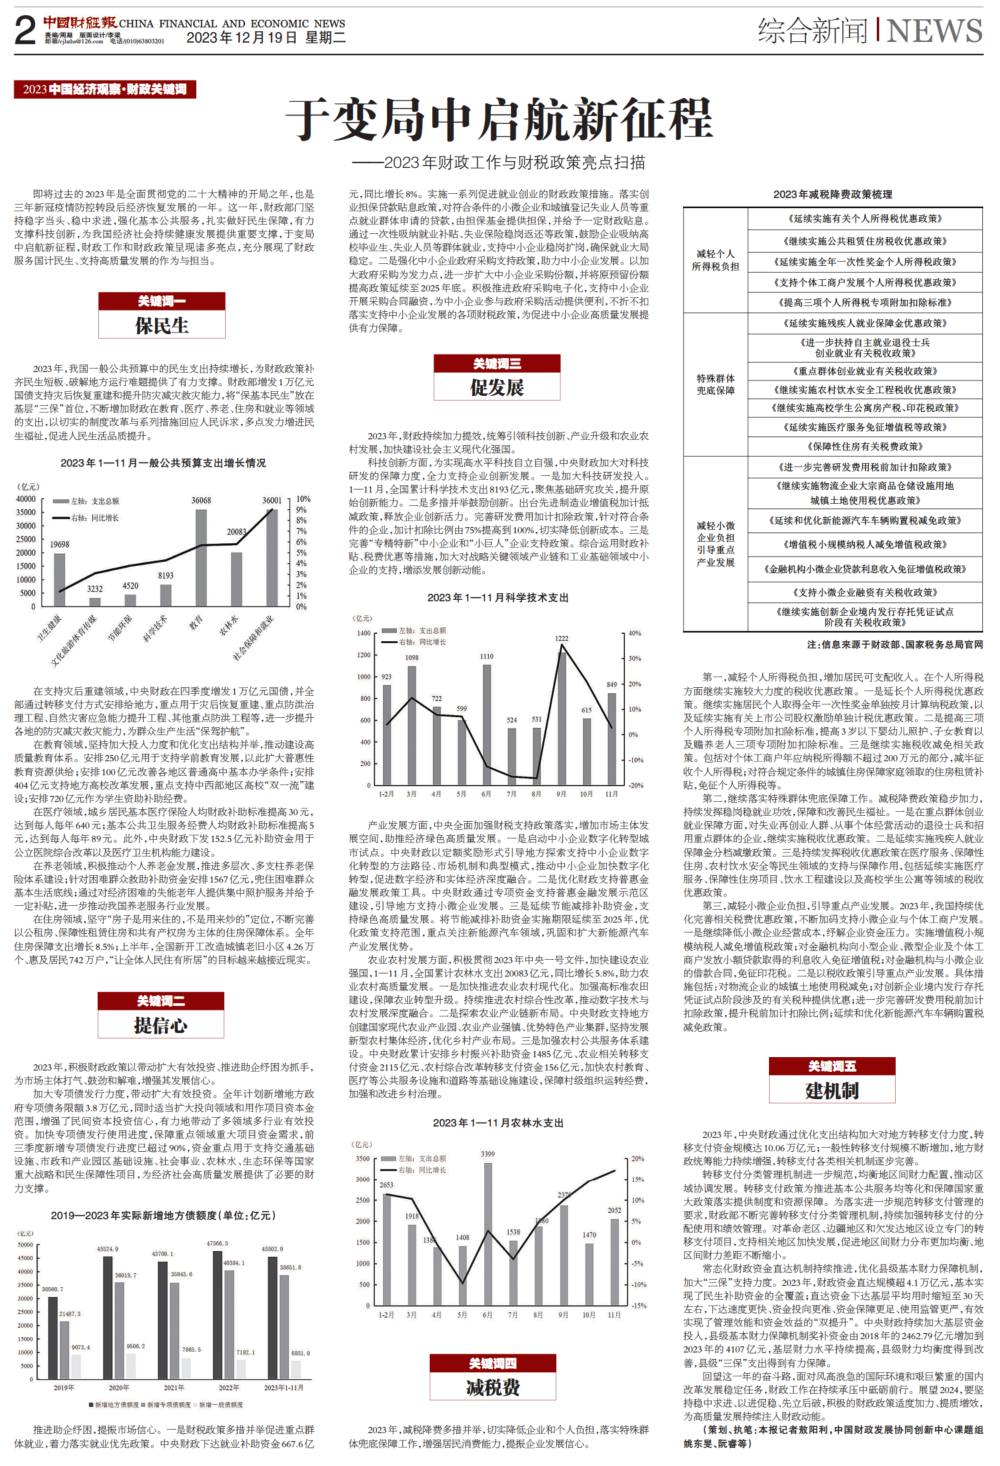 2
中國財經報 CHINA FINANCIAL AND ECONOMIC NEWS
2023年12月19日 星期二
综合新闻 NEWS
2023中国经济观察·财政关键词
于变局中启航新征程
——2023年财政工作与财税政策亮点扫描
即将过去的2023年是全面贯彻党的二十大精神的开局之年,也是
三年新冠疫情防控转段后经济恢复发展的一年。这一年,财政部门坚
持稳字当头、稳中求进,强化基本公共服务,扎实做好民生保障,有力
支撑科技创新,为我国经济社会持续健康发展提供重要支撑,于变局
中启航新征程,财政工作和财政政策呈现诸多亮点,充分展现了财政
服务国计民生、支持高质量发展的作为与担当。
关键词一
保民生
2023年,我国一般公共预算中的民生支出持续增长,为财政政策补
齐民生短板、破解地方运行难题提供了有力支撑。财政部增发1万亿元
国债支持灾后恢复重建和提升防灾减灾救灾能力,将“保基本民生”放在
基层“三保”首位,不断增加财政在教育、医疗、养老、住房和就业等领域
的支出,以切实的制度改革与系列措施回应人民诉求,多点发力增进民
生福祉,促进人民生活品质提升。
2023年1—11月一般公共预算支出增长情况
(亿元)
左轴:支出总额
右轴:同比增长
40000
35000
30000
25000
20000
15000
10000
5000
0
19698
3232
4520
8193
36068
20083
36001
10%
9%
8%
7%
6%
5%
4%
3%
2%
1%
0%
卫生健康
文化旅游体育传媒
节能环保
科学技术
教育
农林水
社会保障和就业
在支持灾后重建领域,中央财政在四季度增发1万亿元国债,并全
部通过转移支付方式安排给地方,重点用于灾后恢复重建、重点防洪治
理工程、自然灾害应急能力提升工程、其他重点防洪工程等,进一步提升
各地的防灾减灾救灾能力,为群众生产生活“保驾护航”。
在教育领域,坚持加大投入力度和优化支出结构并举,推动建设高
质量教育体系。安排250亿元用于支持学前教育发展,以此扩大普惠性
教育资源供给;安排100亿元改善各地区普通高中基本办学条件;安排
404亿元支持地方高校改革发展,重点支持中西部地区高校“双一流”建
设;安排720亿元作为学生资助补助经费。
在医疗领域,城乡居民基本医疗保险人均财政补助标准提高30元,
达到每人每年640元;基本公共卫生服务经费人均财政补助标准提高5
元,达到每人每年89元。此外,中央财政下发152.5亿元补助资金用于
公立医院综合改革以及医疗卫生机构能力建设。
在养老领域,积极推动个人养老金发展,推进多层次、多支柱养老保
险体系建设;针对困难群众救助补助资金安排1567亿元,兜住困难群众
基本生活底线;通过对经济困难的失能老年人提供集中照护服务并给予
一定补贴,进一步推动我国养老服务行业发展。
在住房领域,坚守“房子是用来住的,不是用来炒的”定位,不断完善
以公租房、保障性租赁住房和共有产权房为主体的住房保障体系。全年
住房保障支出增长8.5%;上半年,全国新开工改造城镇老旧小区4.26万
个、惠及居民742万户,“让全体人民住有所居”的目标越来越接近现实。
关键词二
提信心
2023年,积极财政政策以带动扩大有效投资、推进助企纾困为抓手,
为市场主体打气、鼓劲和解难,增强其发展信心。
加大专项债发行力度,带动扩大有效投资。全年计划新增地方政
府专项债务限额3.8万亿元,同时适当扩大投向领域和用作项目资本金
范围,增强了民间资本投资信心,有力地带动了多领域多行业有效投
资。加快专项债发行使用进度,保障重点领域重大项目资金需求,前
三季度新增专项债发行进度已超过90%,资金重点用于支持交通基础
设施、市政和产业园区基础设施、社会事业、农林水、生态环保等国家
重大战略和民生保障性项目,为经济社会高质量发展提供了必要的财
力支撑。
2019—2023年实际新增地方债额度(单位:亿元)
(亿元)
50000
45000
40000
35000
30000
25000
20000
15000
10000
5000
0
30560.7
21487.3
9073.4
45524.9
36018.7
9506.2
43709.1
35843.6
7865.5
47566.3
40384.1
7182.1
45502.9
38651.8
6851.0
2019年
2020年
2021年
2022年
2023年1-11月
新增地方债额度 新增专项债额度 新增一般债额度
推进助企纾困,提振市场信心。一是财税政策多措并举促进重点群
体就业,着力落实就业优先政策。中央财政下达就业补助资金667.6亿
元,同比增长8%。实施一系列促进就业创业的财政政策措施。落实创
业担保贷款贴息政策,对符合条件的小微企业和城镇登记失业人员等重
点就业群体申请的贷款,由担保基金提供担保,并给予一定财政贴息。
通过一次性吸纳就业补贴、失业保险稳岗返还等政策,鼓励企业吸纳高
校毕业生、失业人员等群体就业,支持中小企业稳岗扩岗,确保就业大局
稳定。二是强化中小企业政府采购支持政策,助力中小企业发展。以加
大政府采购为发力点,进一步扩大中小企业采购份额,并将原预留份额
提高政策延续至2025年底。积极推进政府采购电子化,支持中小企业
开展采购合同融资,为中小企业参与政府采购活动提供便利,不折不扣
落实支持中小企业发展的各项财税政策,为促进中小企业高质量发展提
供有力保障。
关键词三
促发展
2023年,财政持续加力提效,统筹引领科技创新、产业升级和农业农
村发展,加快建设社会主义现代化强国。
科技创新方面,为实现高水平科技自立自强,中央财政加大对科技
研发的保障力度,全力支持企业创新发展。一是加大科技研发投入。
1—11月,全国累计科学技术支出8193亿元,聚焦基础研究攻关,提升原
始创新能力。二是多措并举鼓励创新。出台先进制造业增值税加计抵
减政策,释放企业创新活力。完善研发费用加计扣除政策,针对符合条
件的企业,加计扣除比例由75%提高到100%,切实降低创新成本。三是
完善“专精特新”中小企业和“小巨人”企业支持政策。综合运用财政补
贴、税费优惠等措施,加大对战略关键领域产业链和工业基础领域中小
企业的支持,增添发展创新动能。
2023年1—11月科学技术支出
(亿元)
左轴:支出总额
右轴:同比增长
1400
1200
1000
800
600
400
200
0
923
1098
722
599
1110
524
531
1222
615
849
40%
30%
20%
10%
0%
-10%
-20%
1-2月
3月
4月
5月
6月
7月
8月
9月
10月
11月
产业发展方面,中央全面加强财税支持政策落实,增加市场主体发
展空间,助推经济绿色高质量发展。一是启动中小企业数字化转型城
市试点。中央财政以定额奖励形式引导地方探索支持中小企业数字
化转型的方法路径、市场机制和典型模式,推动中小企业加快数字化
转型,促进数字经济和实体经济深度融合。二是优化财政支持普惠金
融发展政策工具。中央财政通过专项资金支持普惠金融发展示范区
建设,引导地方支持小微企业发展。三是延续节能减排补助资金,支
持绿色高质量发展。将节能减排补助资金实施期限延续至2025年,优
化政策支持范围,重点关注新能源汽车领域,巩固和扩大新能源汽车
产业发展优势。
农业农村发展方面,积极贯彻2023年中央一号文件,加快建设农业
强国,1—11月,全国累计农林水支出20083亿元,同比增长5.8%,助力农
业农村高质量发展。一是加快推进农业农村现代化。加强高标准农田
建设,保障农业转型升级。持续推进农村综合性改革,推动数字技术与
农村发展深度融合。二是探索农业产业链新布局。中央财政支持地方
创建国家现代农业产业园、农业产业强镇、优势特色产业集群,坚持发展
新型农村集体经济,优化乡村产业布局。三是加强农村公共服务体系建
设。中央财政累计安排乡村振兴补助资金1485亿元、农业相关转移支
付资金2115亿元、农村综合改革转移支付资金156亿元,加快农村教育、
医疗等公共服务设施和道路等基础设施建设,保障村级组织运转经费,
加强和改进乡村治理。
2023年1—11月农林水支出
(亿元)
左轴:支出总额
右轴:同比增长
3500
3000
2500
2000
1500
1000
500
0
2653
1918
1408
3399
1538
1470
2052
20%
15%
10%
5%
0%
-5%
-10%
-15%
1-2月
3月
4月
5月
6月
7月
8月
9月
10月
11月
关键词四
减税费
2023年,减税降费多措并举,切实降低企业和个人负担,落实特殊群
体兜底保障工作,增强居民消费能力,提振企业发展信心。
2023年减税降费政策梳理
减轻个人
所得税负担
《延续实施有关个人所得税优惠政策》
《继续实施公共租赁住房税收优惠政策》
《延续实施全年一次性奖金个人所得税政策》
《支持个体工商户发展个人所得税优惠政策》
《提高三项个人所得税专项附加扣除标准》
特殊群体
兜底保障
《延续实施残疾人就业保障金优惠政策》
《进一步扶持自主就业退役士兵
创业就业有关税收政策》
《重点群体创业就业有关税收政策》
《继续实施农村饮水安全工程税收优惠政策》
《继续实施高校学生公寓房产税、印花税政策》
《延续实施医疗服务免征增值税等政策》
《保障性住房有关税费政策》
减轻小微
企业负担
引导重点
产业发展
《进一步完善研发费用税前加计扣除政策》
《继续实施物流企业大宗商品仓储设施用地
城镇土地使用税优惠政策》
《延续和优化新能源汽车车辆购置税减免政策》
《增值税小规模纳税人减免增值税政策》
《金融机构小微企业贷款利息收入免征增值税政策》
《支持小微企业融资有关税收政策》
《继续实施创新企业境内发行存托凭证试点
阶段有关税收政策》
注:信息来源于财政部、国家税务总局官网
第一,减轻个人所得税负担,增加居民可支配收入。在个人所得税
方面继续实施较大力度的税收优惠政策。一是延长个人所得税优惠政
策。继续实施居民个人取得全年一次性奖金单独按月计算纳税政策,以
及延续实施有关上市公司股权激励单独计税优惠政策。二是提高三项
个人所得税专项附加扣除标准,提高3岁以下婴幼儿照护、子女教育以
及赡养老人三项专项附加扣除标准。三是继续实施税收减免相关政
策。包括对个体工商户年应纳税所得额不超过200万元的部分,减半征
收个人所得税;对符合规定条件的城镇住房保障家庭领取的住房租赁补
贴,免征个人所得税等。
第二,继续落实特殊群体兜底保障工作。减税降费政策稳步加力,
持续发挥稳岗稳就业功效,保障和改善民生福祉。一是在重点群体创业
就业保障方面,对失业再创业人群、从事个体经营活动的退役士兵和招
用重点群体的企业,继续实施税收优惠政策。二是延续实施残疾人就业
保障金分档减缴政策。三是持续发挥税收优惠政策在医疗服务、保障性
住房、农村饮水安全等民生领域的支持与保障作用,包括延续实施医疗
服务、保障性住房项目、饮水工程建设以及高校学生公寓等领域的税收
优惠政策。
第三,减轻小微企业负担,引导重点产业发展。2023年,我国持续优
化完善相关税费优惠政策,不断加码支持小微企业与个体工商户发展。
一是继续降低小微企业经营成本,纾解企业资金压力。实施增值税小规
模纳税人减免增值税政策;对金融机构向小型企业、微型企业及个体工
商户发放小额贷款取得的利息收入免征增值税;对金融机构与小微企业
的借款合同,免征印花税。二是以税收政策引导重点产业发展。具体措
施包括:对物流企业的城镇土地使用税减免;对创新企业境内发行存托
凭证试点阶段涉及的有关税种提供优惠;进一步完善研发费用税前加计
扣除政策,提升税前加计扣除比例;延续和优化新能源汽车车辆购置税
减免政策。
关键词五
建机制
2023年,中央财政通过优化支出结构加大对地方转移支付力度,转
移支付资金规模达10.06万亿元;一般性转移支付规模不断增加,地方财
政统筹能力持续增强,转移支付各类相关机制逐步完善。
转移支付分类管理机制进一步规范,均衡地区间财力配置,推动区
域协调发展。转移支付政策为推进基本公共服务均等化和保障国家重
大政策落实提供制度和资源保障。为落实进一步规范转移支付管理的
要求,财政部不断完善转移支付分类管理机制,持续加强转移支付的分
配使用和绩效管理。对革命老区、边疆地区和欠发达地区设立专门的转
移支付项目,支持相关地区加快发展,促进地区间财力分布更加均衡、地
区间财力差距不断缩小。
常态化财政资金直达机制持续推进,优化县级基本财力保障机制,
加大“三保”支持力度。2023年,财政资金直达规模超4.1万亿元,基本实
现了民生补助资金的全覆盖;直达资金下达基层平均用时缩短至30天
左右,下达速度更快、资金投向更准、资金保障更足、使用监管更严,有效
实现了管理效能和资金效益的“双提升”。中央财政持续加大基层资金
投入,县级基本财力保障机制奖补资金由2018年的2462.79亿元增加到
2023年的4107亿元,基层财力水平持续提高,县级财力均衡度得到改
善,县级“三保”支出得到有力保障。
回望这一年的奋斗路,面对风高浪急的国际环境和艰巨繁重的国内
改革发展稳定任务,财政工作在持续承压中砥砺前行。展望2024,要坚
持稳中求进、以进促稳、先立后破,积极的财政政策适度加力、提质增效,
为高质量发展持续注入财政动能。
(策划、执笔:本报记者敖阳利,中国财政发展协同创新中心课题组
姚东旻、阮睿等)